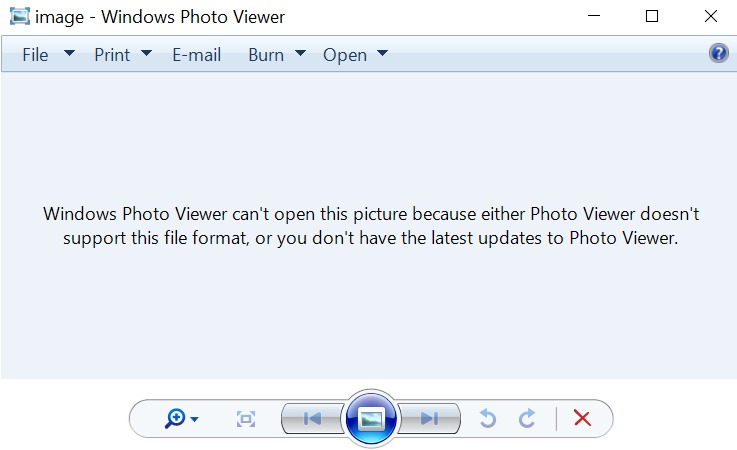 image - Windows Photo Viewer
File Print E-mail Burn Open
Windows Photo Viewer can't open this picture because either Photo Viewer doesn't
support this file format, or you don't have the latest updates to Photo Viewer.